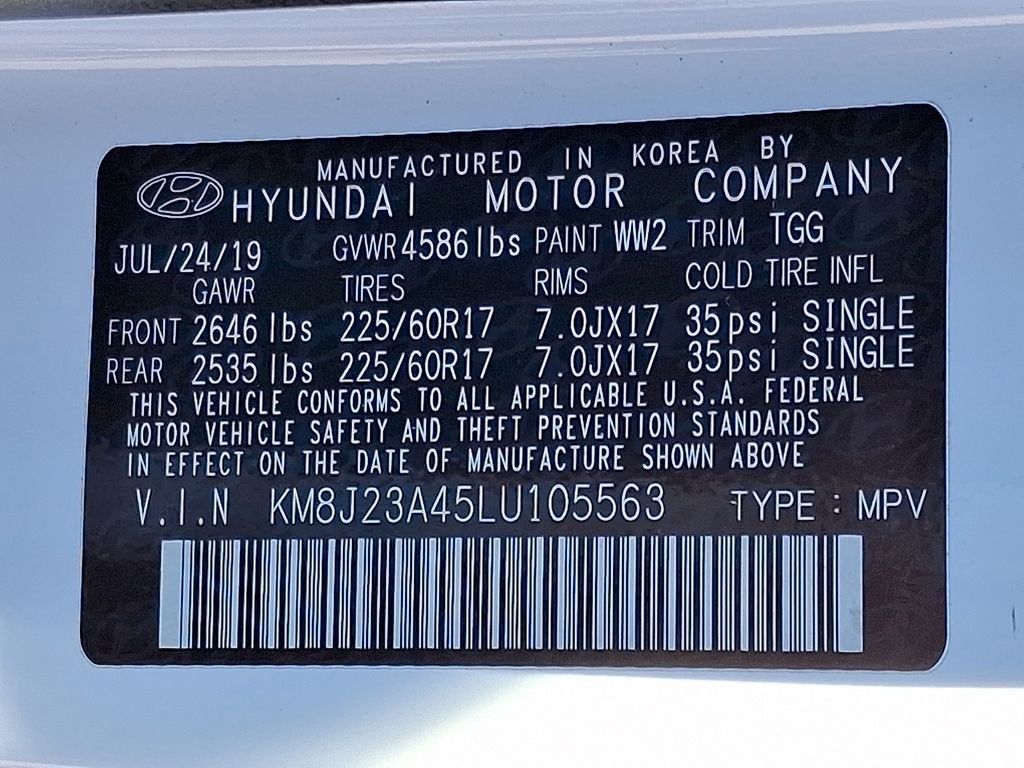 MANUFACTURED IN KOREA BY
HYUNDAI MOTOR COMPANY
JUL/24/19 GVWR 4586 lbs PAINT WW2 TRIM TGG
GAWR TIRES RIMS COLD TIRE INFL
FRONT 2646 lbs 225/60R17 7.0JX17 35psi SINGLE
REAR 2535 lbs 225/60R17 7.0JX17 35psi SINGLE
THIS VEHICLE CONFORMS TO ALL APPLICABLE U.S.A. FEDERAL
MOTOR VEHICLE SAFETY AND THEFT PREVENTION STANDARDS
IN EFFECT ON THE DATE OF MANUFACTURE SHOWN ABOVE
V.I.N KM8J23A45LU105563 TYPE : MPV